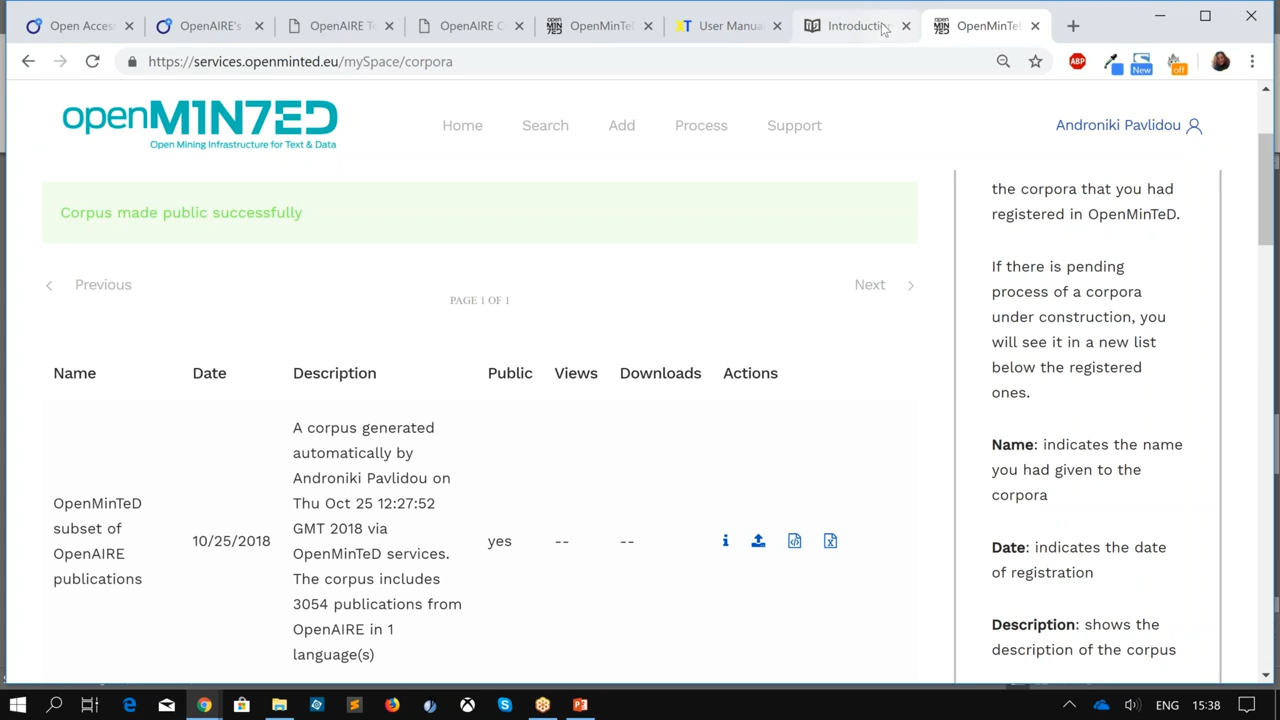 Open Acces
OpenAIRE's
OpenAIRE T
OpenAIRE C
OpenMinTe
User Manua
Introductio
OpenMinTe
https://services.openminted.eu/mySpace/corpora
ABP
New
off
openM1N7ED
Open Mining Infrastructure for Text & Data
Home
Search
Add
Process
Support
Androniki Pavlidou
Corpus made public successfully
Previous
PAGE 1 OF 1
Next
Name
Date
Description
Public
Views
Downloads
Actions
OpenMinTeD
subset of
OpenAIRE
publications
10/25/2018
A corpus generated
automatically by
Androniki Pavlidou on
Thu Oct 25 12:27:52
GMT 2018 via
OpenMinTeD services.
The corpus includes
3054 publications from
OpenAIRE in 1
language(s)
yes
--
--
the corpora that you had
registered in OpenMinTeD.
If there is pending
process of a corpora
under construction, you
will see it in a new list
below the registered
ones.
Name: indicates the name
you had given to the
corpora
Date: indicates the date
of registration
Description: shows the
description of the corpus
ENG
15:38